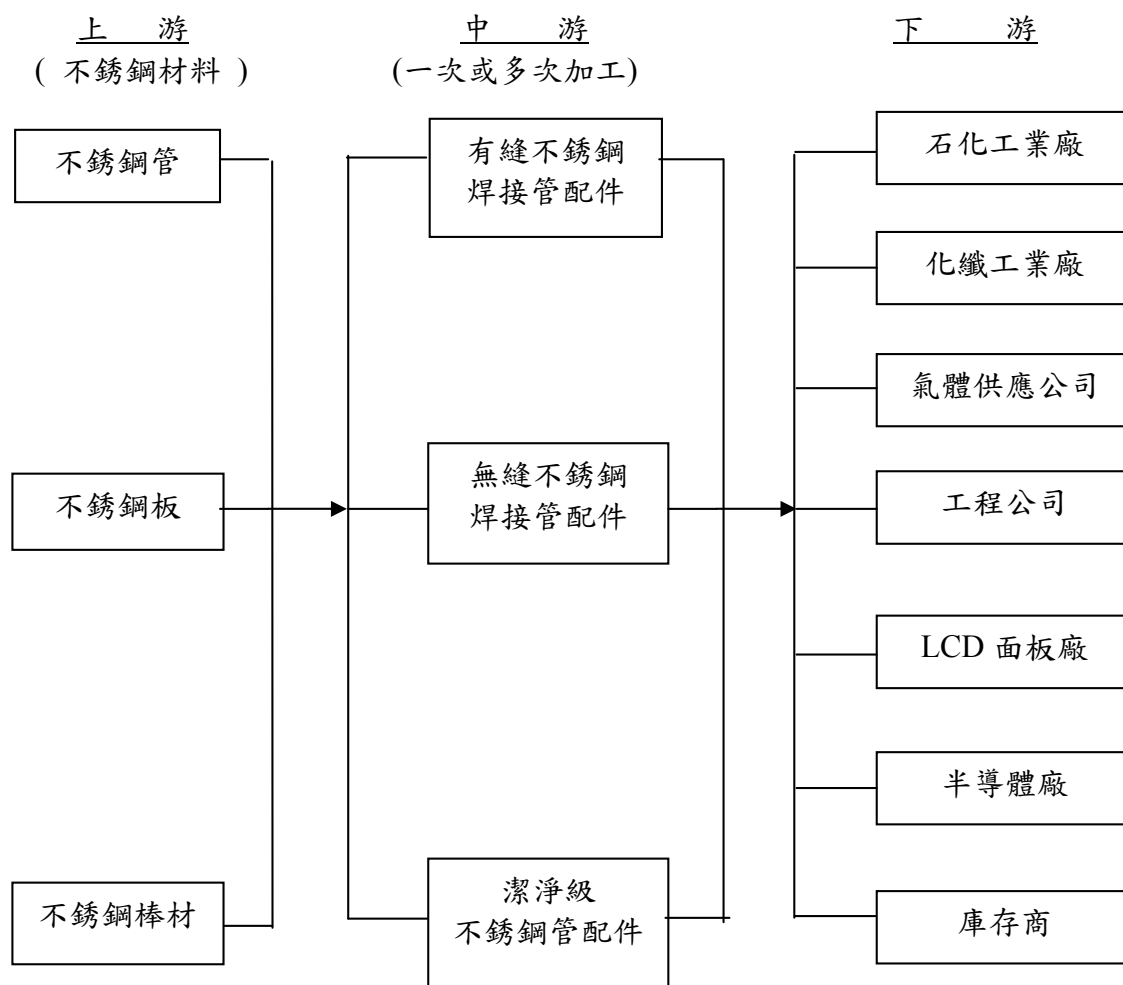 上 游
( 不銹鋼材料 )
不銹鋼管
不銹鋼板
不銹鋼棒材
中 游
(一次或多次加工)
有縫不銹鋼
焊接管配件
無縫不銹鋼
焊接管配件
潔淨級
不銹鋼管配件
下 游
石化工業廠
化纖工業廠
氣體供應公司
工程公司
LCD 面板廠
半導體廠
庫存商